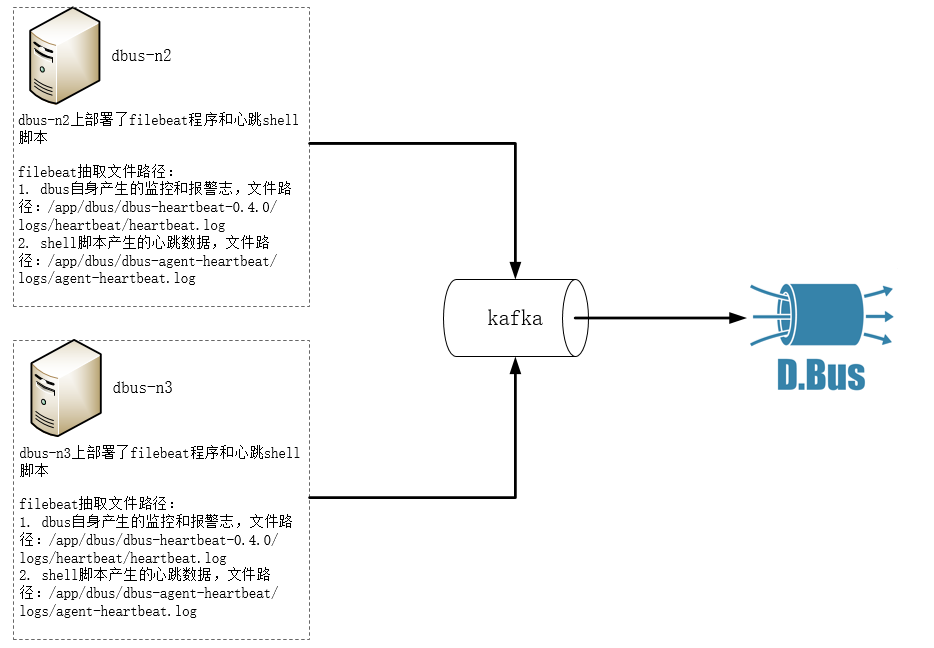 dbus-n2
dbus-n2上部署了filebeat程序和心跳shell
脚本
filebeat抽取文件路径：
1. dbus自身产生的监控和报警志，文件路
径：/app/dbus/dbus-heartbeat-0.4.0/
logs/heartbeat/heartbeat.log
2. shell脚本产生的心跳数据，文件路
径：/app/dbus/dbus-agent-heartbeat/
logs/agent-heartbeat.log
kafka
D.Bus
dbus-n3
dbus-n3上部署了filebeat程序和心跳shell
脚本
filebeat抽取文件路径：
1. dbus自身产生的监控和报警志，文件路
径：/app/dbus/dbus-heartbeat-0.4.0/
logs/heartbeat/heartbeat.log
2. shell脚本产生的心跳数据，文件路
径：/app/dbus/dbus-agent-heartbeat/
logs/agent-heartbeat.log